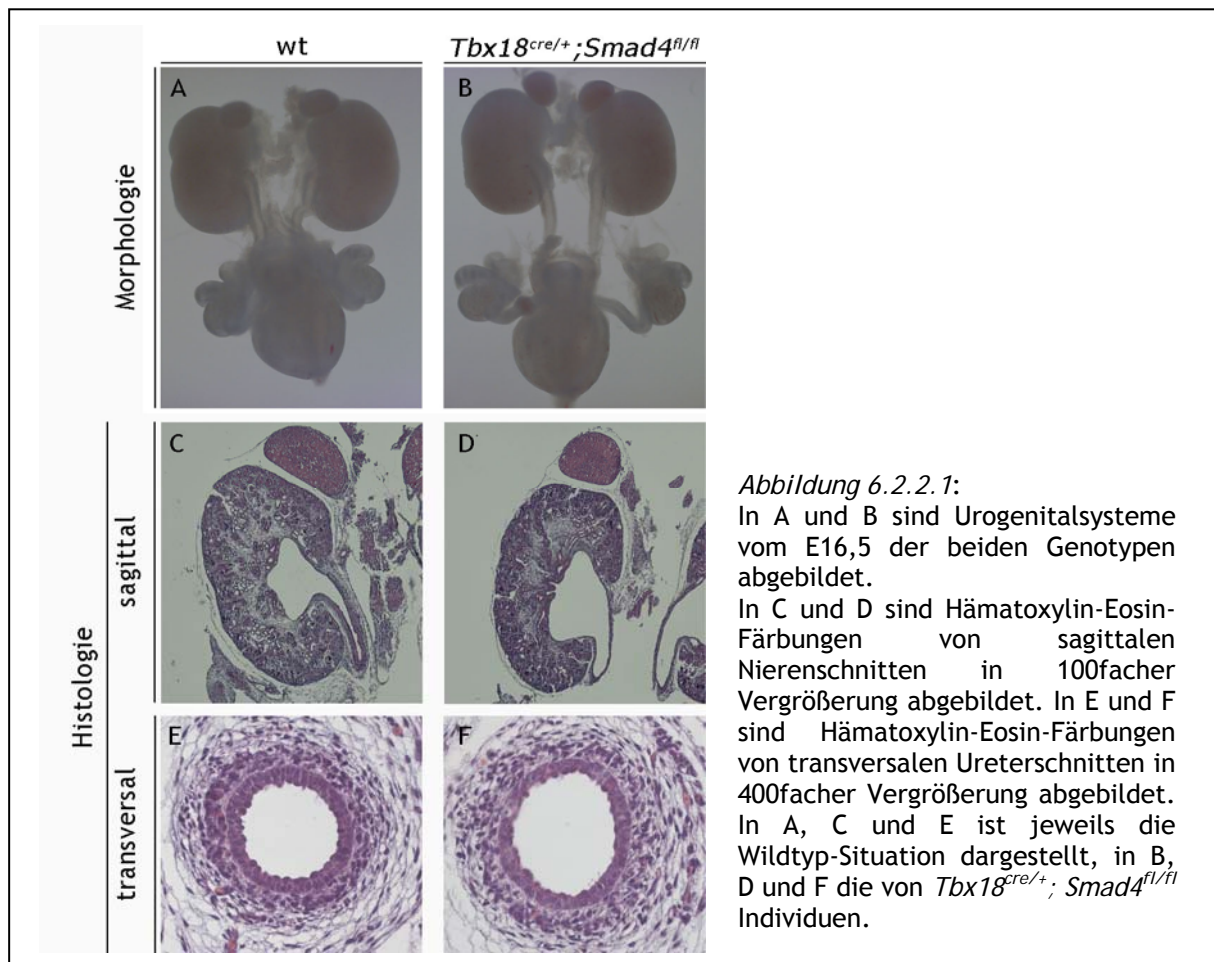 wt
Tbx18cre/+;Smad4fl/fl
Morphologie
A
B
Histologie
sagittal
C
D
transversal
E
F
Abbildung 6.2.2.1:
In A und B sind Urogenitalsysteme
vom E16,5 der beiden Genotypen
abgebildet.
In C und D sind Hämatoxylin-Eosin-
Färbungen von sagittalen
Nierenschnitten in 100facher
Vergrößerung abgebildet. In E und F
sind Hämatoxylin-Eosin-Färbungen
von transversalen Ureterschnitten in
400facher Vergrößerung abgebildet.
In A, C und E ist jeweils die
Wildtyp-Situation dargestellt, in B,
D und F die von Tbx18cre/+; Smad4fl/fl
Individuen.